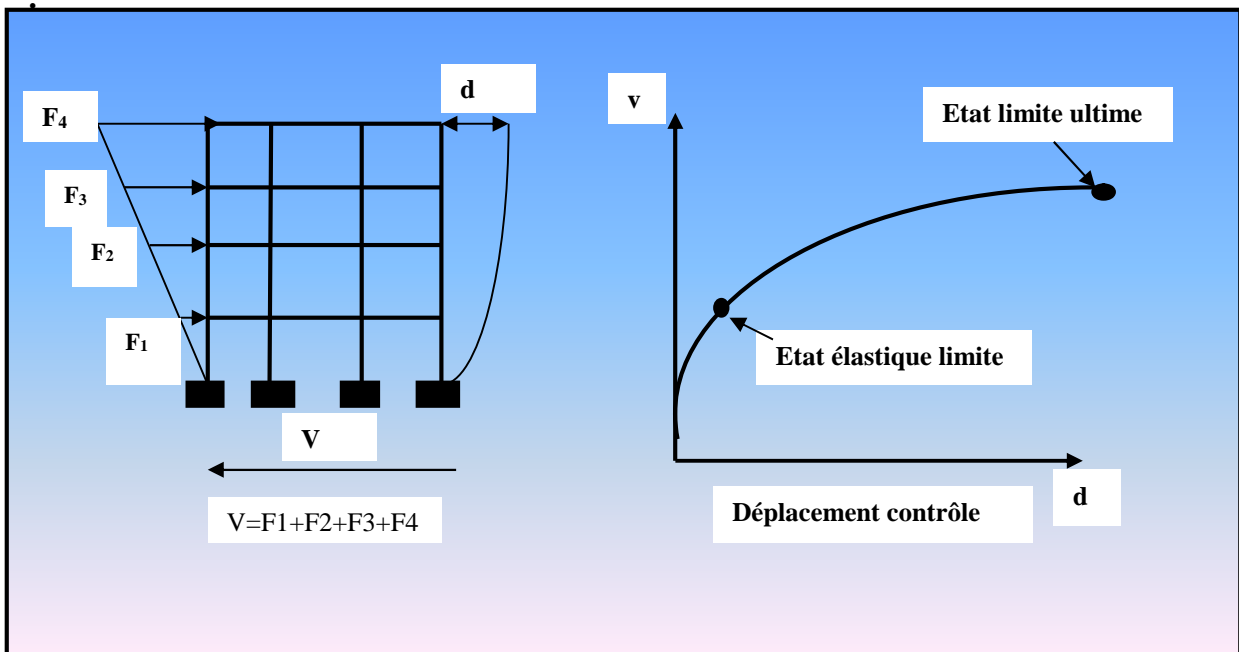 F₄
d
F₃
F₂
F₁
V
V=F1+F2+F3+F4
v
Etat limite ultime
Etat élastique limite
Déplacement contrôle
d